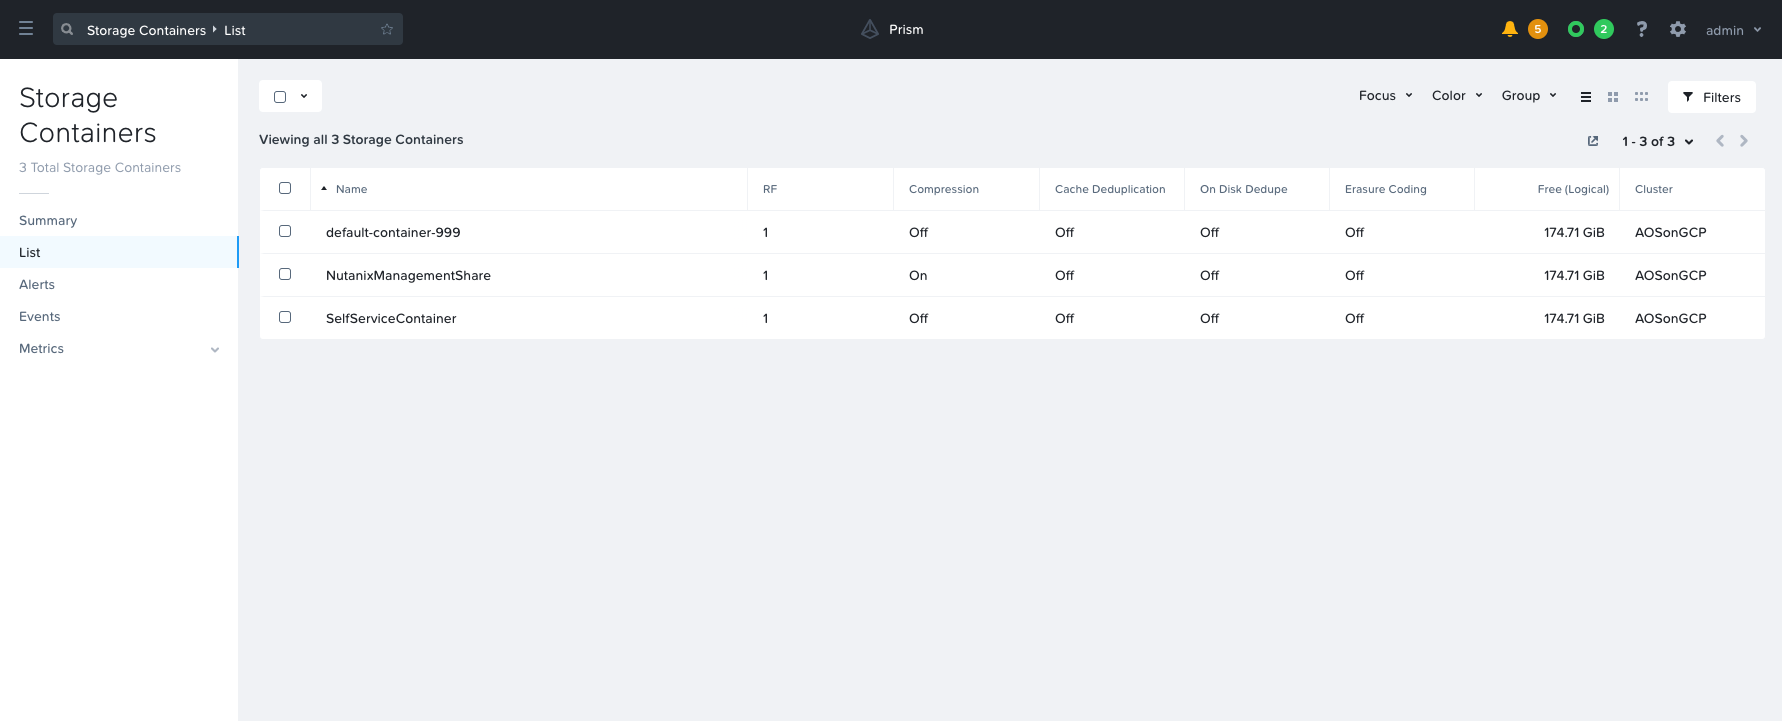 Storage Containers List
Prism
5
2
?
admin
Storage
Containers
3 Total Storage Containers
Summary
List
Alerts
Events
Metrics
Focus
Color
Group
Filters
Viewing all 3 Storage Containers
1 - 3 of 3
Name RF Compression Cache Deduplication On Disk Dedupe Erasure Coding Free (Logical) Cluster
default-container-999 1 Off Off Off Off 174.71 GiB AOSonGCP
NutanixManagementShare 1 On Off Off Off 174.71 GiB AOSonGCP
SelfServiceContainer 1 Off Off Off Off 174.71 GiB AOSonGCP